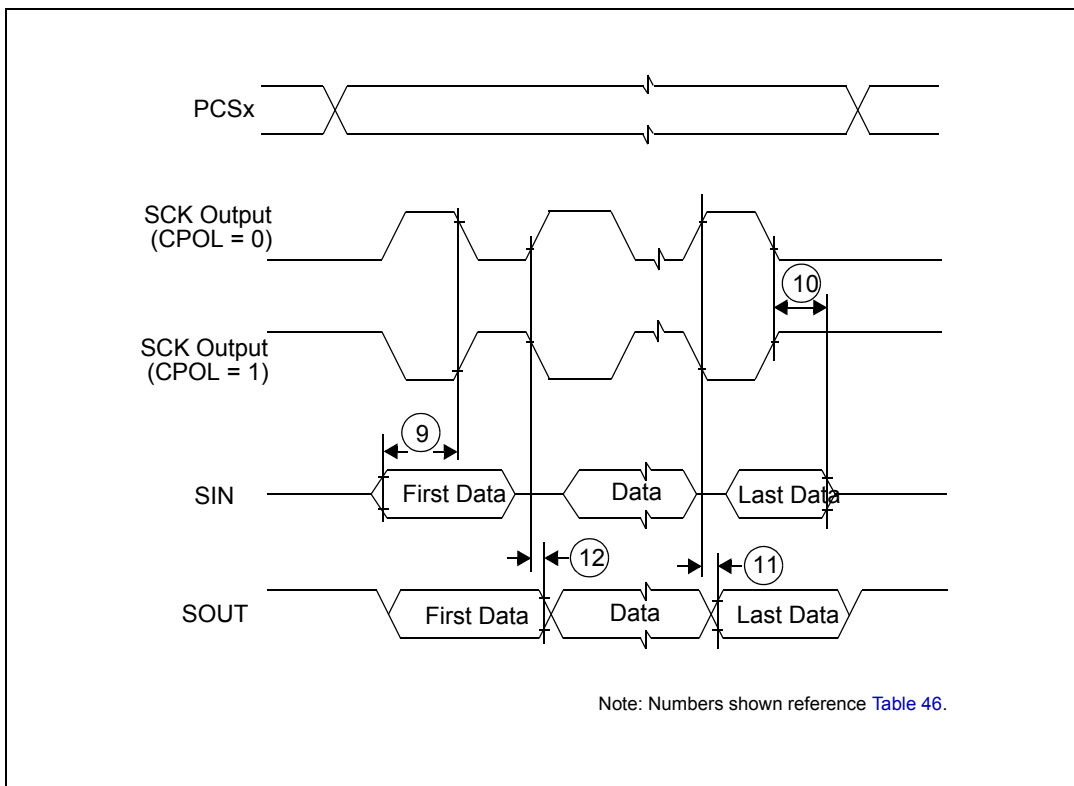 PCSx
SCK Output
(CPOL = 0)
10
SCK Output
(CPOL = 1)
9
SIN
First Data
Data
Last Data
12
11
SOUT
First Data
Data
Last Data
Note: Numbers shown reference Table 46.